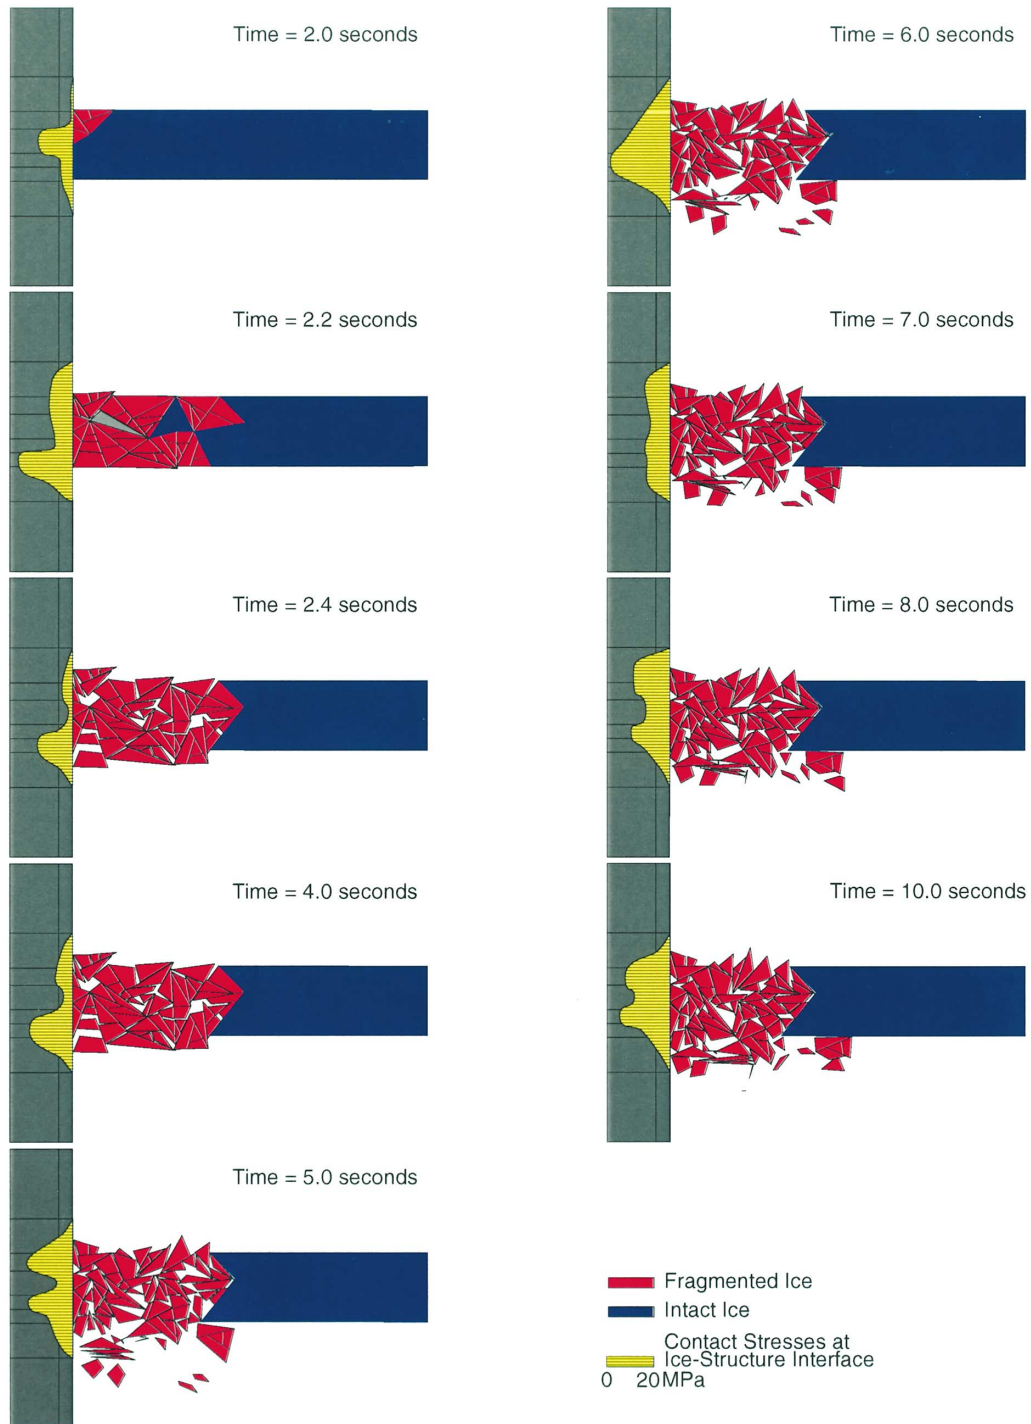 Time = 2.0 seconds
Time = 2.2 seconds
Time = 2.4 seconds
Time = 4.0 seconds
Time = 5.0 seconds
Time = 6.0 seconds
Time = 7.0 seconds
Time = 8.0 seconds
Time = 10.0 seconds
Fragmented Ice
Intact Ice
Contact Stresses at
Ice-Structure Interface
0 20MPa